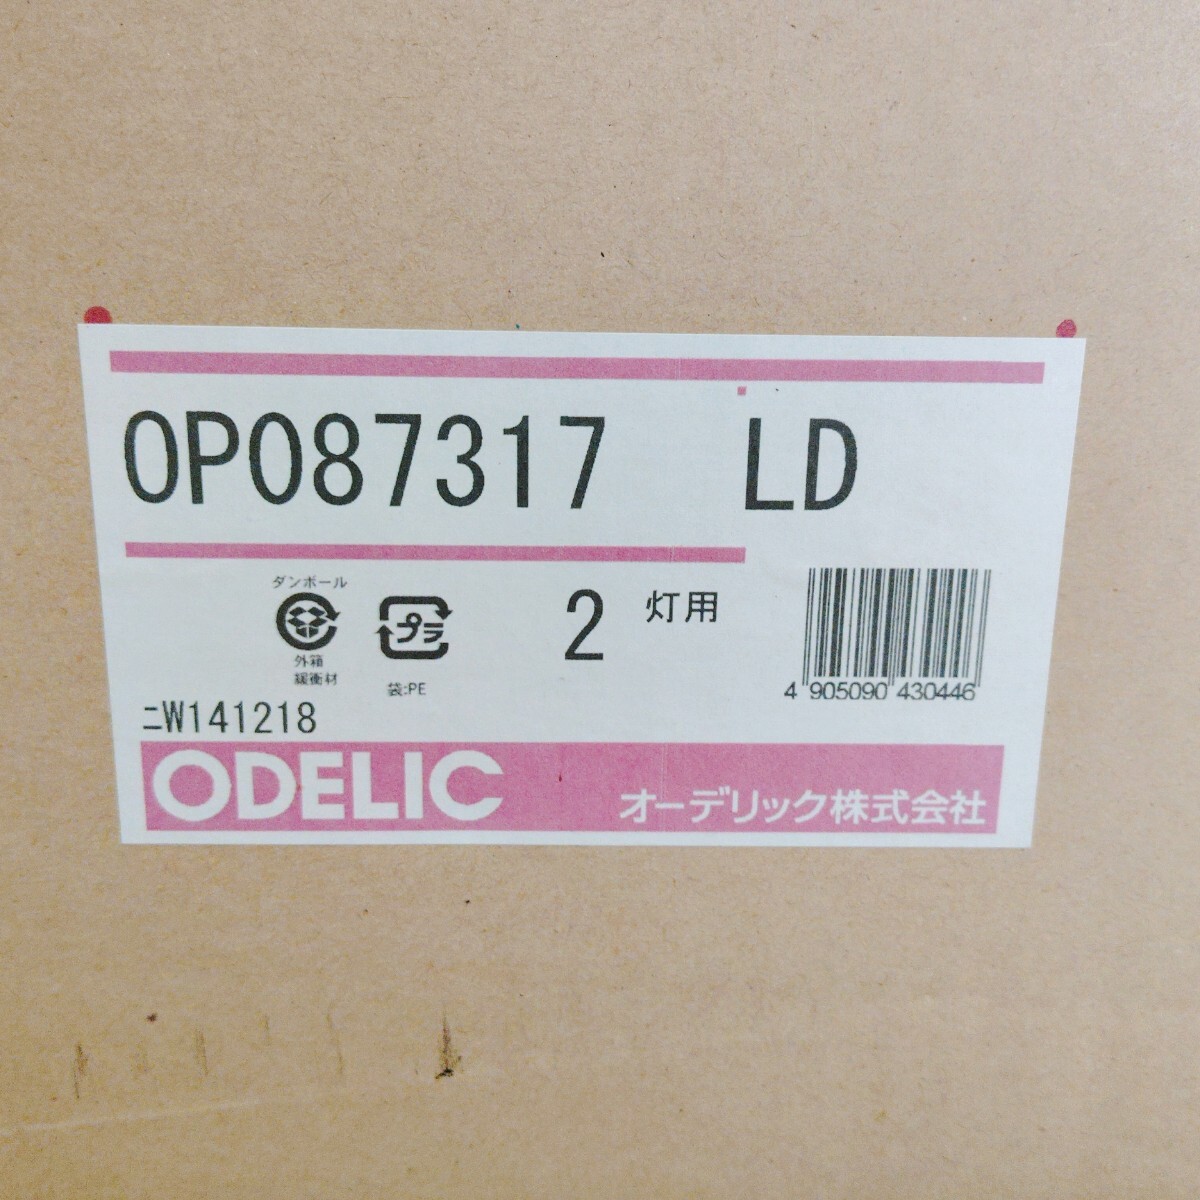 OP087317 LD
ダンボール
外箱
緩衝材
プラ
袋:PE
2 灯用
4 905090 430446
ニW141218
ODELIC
オーデリック株式会社